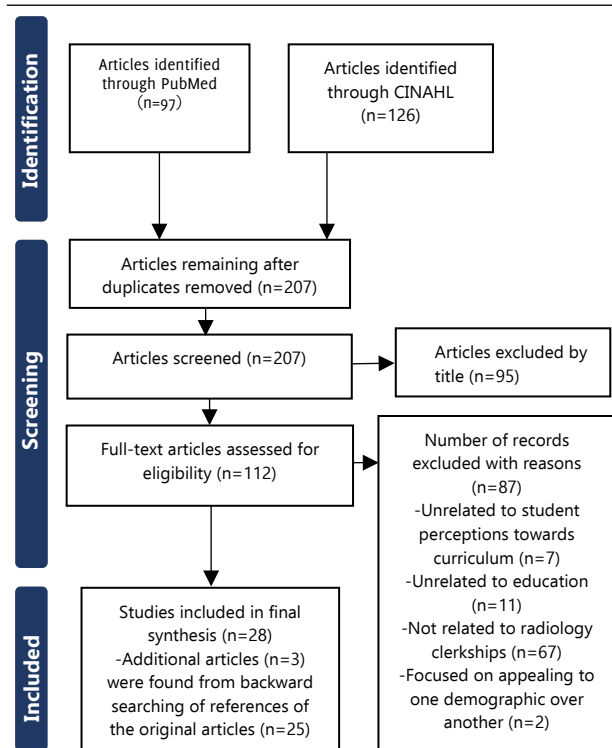 Identification
Articles identified
through PubMed
(n=97)
Articles identified
through CINAHL
(n=126)
Screening
Articles remaining after
duplicates removed (n=207)
Articles screened (n=207)
Articles excluded by
title (n=95)
Full-text articles assessed for
eligibility (n=112)
Number of records
excluded with reasons
(n=87)
-Unrelated to student
perceptions towards
curriculum (n=7)
-Unrelated to education
(n=11)
-Not related to radiology
clerkships (n=67)
-Focused on appealing to
one demographic over
another (n=2)
Included
Studies included in final
synthesis (n=28)
-Additional articles (n=3)
were found from backward
searching of references of
the original articles (n=25)